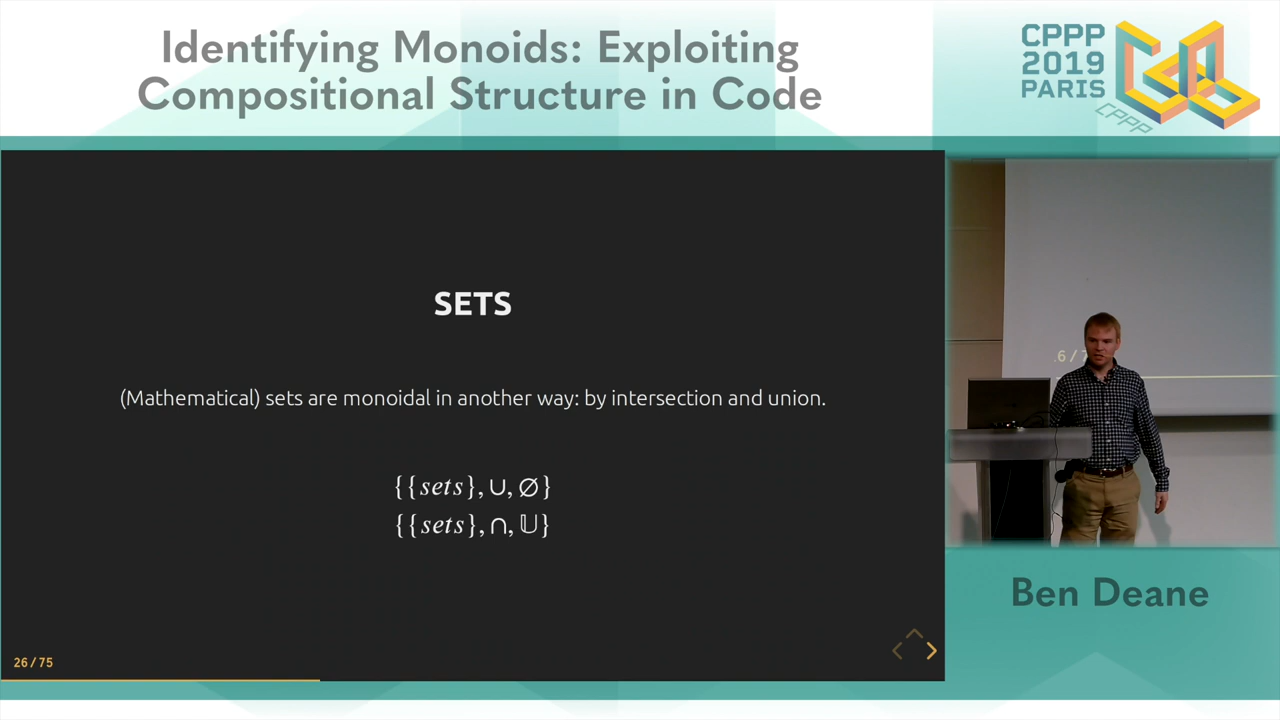 Identifying Monoids: Exploiting
Compositional Structure in Code
CPPP
2019
PARIS
CPPP
SETS
(Mathematical) sets are monoidal in another way: by intersection and union.
{{sets}, ∪, ∅}
{{sets}, ∩, 𝕌}
26 / 75
Ben Deane